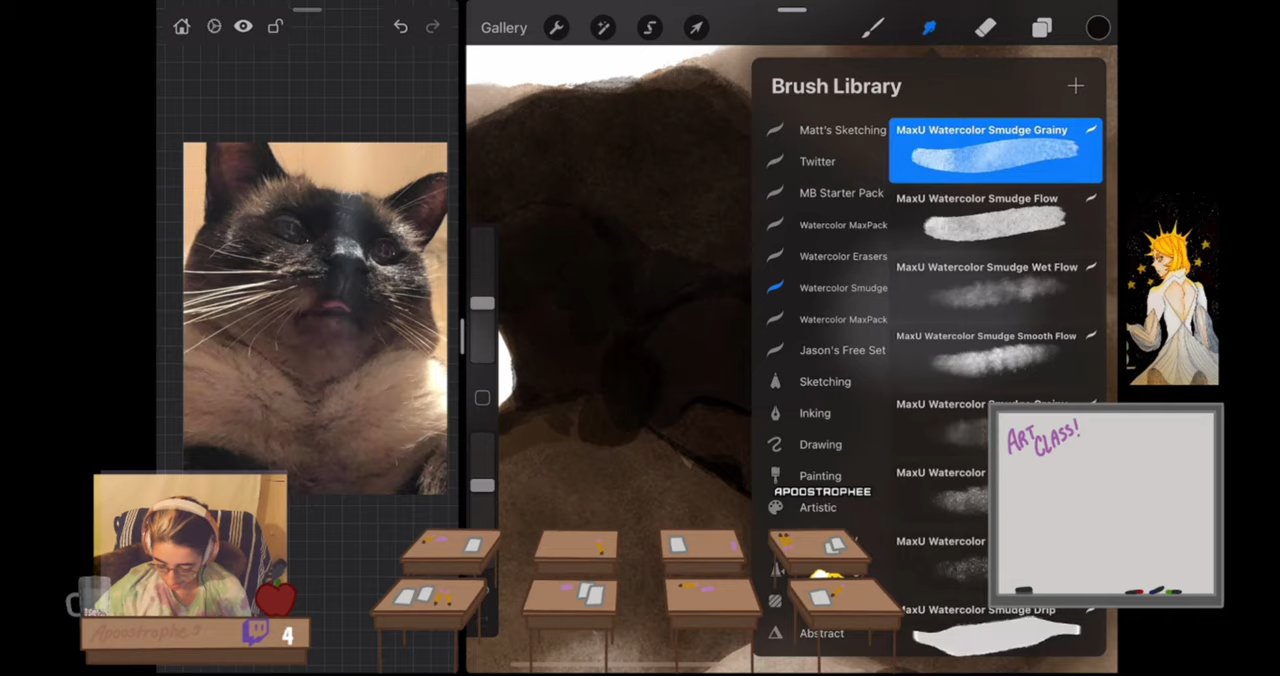 Gallery
Brush Library
Matt's Sketching
Twitter
MB Starter Pack
Watercolor MaxPack
Watercolor Erasers
Watercolor Smudge
Watercolor MaxPack
Jason's Free Set
Sketching
Inking
Drawing
Painting
APOOSTROPHEE
Artistic
Abstract
MaxU Watercolor Smudge Grainy
MaxU Watercolor Smudge Flow
MaxU Watercolor Smudge Wet Flow
MaxU Watercolor Smudge Smooth Flow
MaxU Watercolor Smudge Grainy
MaxU Watercolor
MaxU Watercolor
MaxU Watercolor Smudge Drip
ART
CLASS!
4